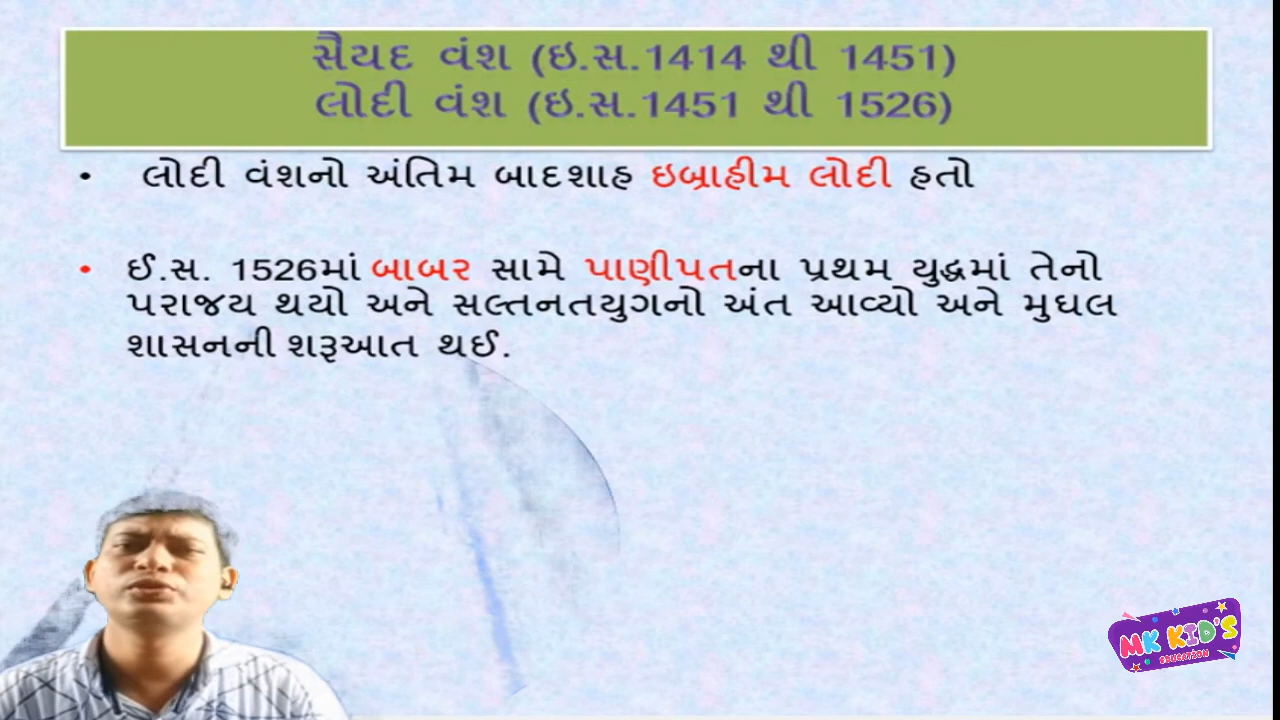 સૈયદ વંશ (ઇ.સ.1414 થી 1451)
લોદી વંશ (ઇ.સ.1451 થી 1526)
• લોદી વંશનો અંતિમ બાદશાહ ઇબ્રાહીમ લોદી હતો
• ઈ.સ. 1526માં બાબર સામે પાણીપતના પ્રથમ યુદ્ધમાં તેનો
પરાજય થયો અને સલ્તનતયુગનો અંત આવ્યો અને મુઘલ
શાસનની શરૂઆત થઈ.
MK KID'S
EDUCATION